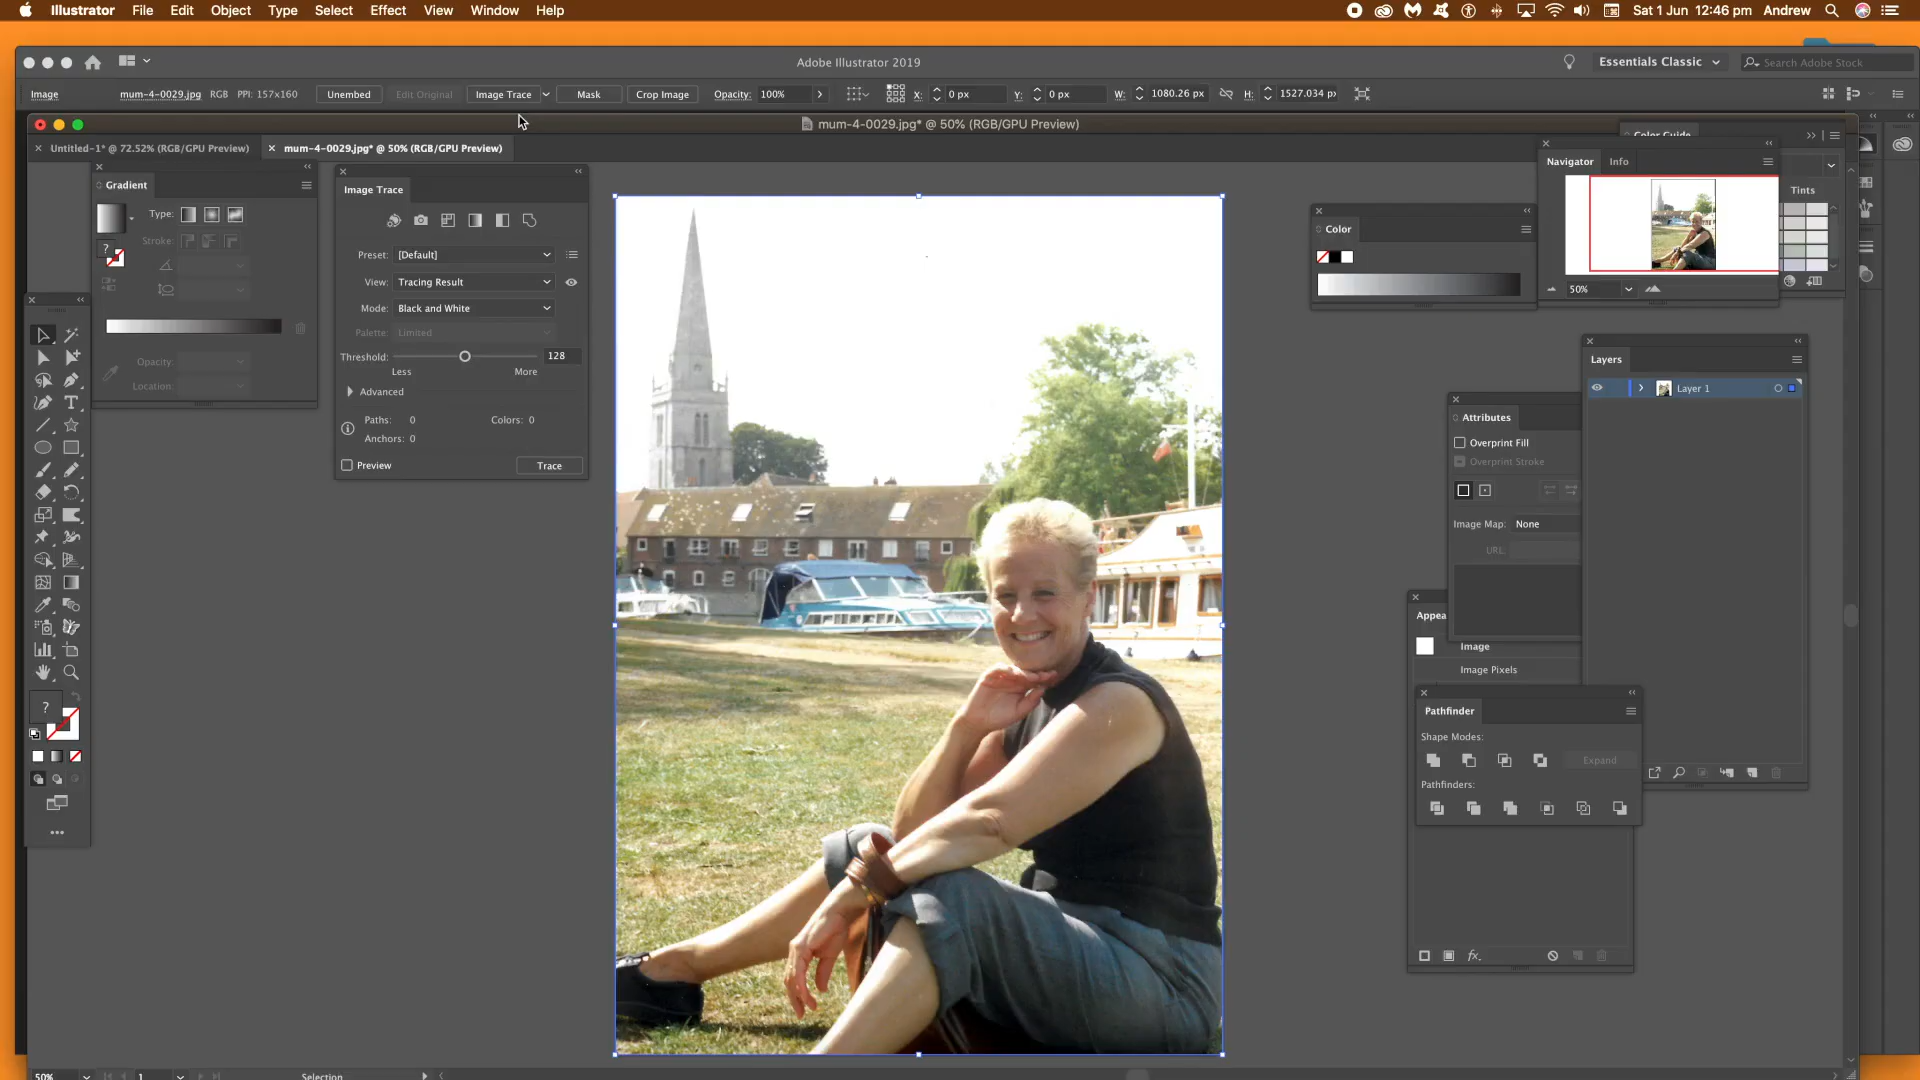 Illustrator File Edit Object Type Select Effect View Window Help Sat 1 Jun 12:46 pm Andrew
Adobe Illustrator 2019 Essentials Classic Search Adobe Stock
Image mum-4-0029.jpg RGB PPI: 157x160 Unembed Edit Original Image Trace Mask Crop Image Opacity: 100% X: 0 px Y: 0 px W: 1080.26 px H: 1527.034 px
mum-4-0029.jpg* @ 50% (RGB/GPU Preview)
Untitled-1* @ 72.52% (RGB/GPU Preview) mum-4-0029.jpg* @ 50% (RGB/GPU Preview)
Gradient
Type:
Stroke:
Opacity:
Location:
Image Trace
Preset: [Default]
View: Tracing Result
Mode: Black and White
Palette: Limited
Threshold: 128
Less More
Advanced
Paths: 0 Colors: 0
Anchors: 0
Preview Trace
Color Guide
Navigator Info
Tints
50%
Color
Layers
Layer 1
Attributes
Overprint Fill
Overprint Stroke
Image Map: None
URL:
Appea
Image
Image Pixels
Pathfinder
Shape Modes:
Expand
Pathfinders:
50% 1 Selection